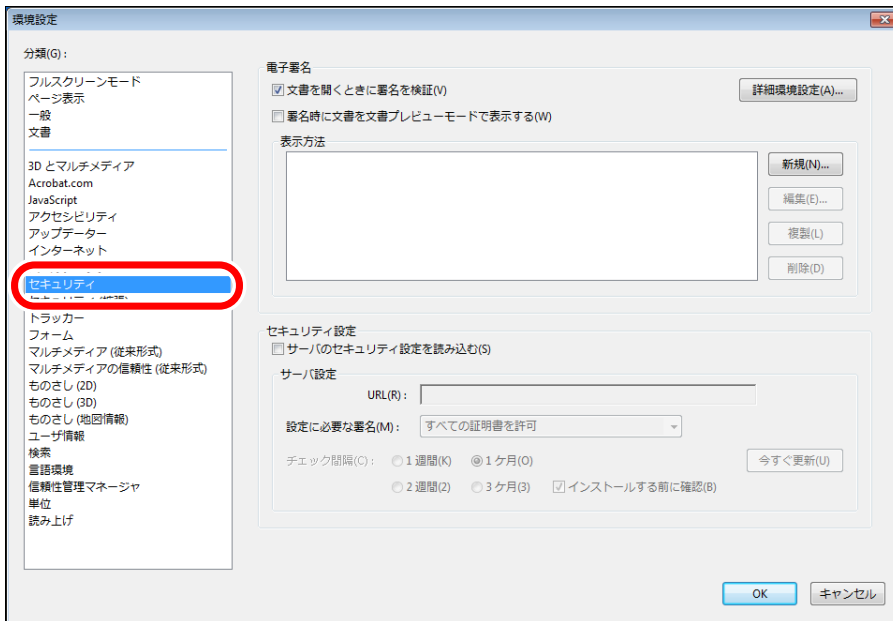 環境設定
分類(G):
フルスクリーンモード
ページ表示
一般
文書
3D とマルチメディア
Acrobat.com
JavaScript
アクセシビリティ
アップデーター
インターネット
セキュリティ
トラッカー
フォーム
マルチメディア (従来形式)
マルチメディアの信頼性 (従来形式)
ものさし (2D)
ものさし (3D)
ものさし (地図情報)
ユーザ情報
検索
言語環境
信頼性管理マネージャ
単位
読み上げ
電子署名
文書を開くときに署名を検証(V)
詳細環境設定(A)...
署名時に文書を文書プレビューモードで表示する(W)
表示方法
新規(N)...
編集(E)...
複製(L)
削除(D)
セキュリティ設定
サーバのセキュリティ設定を読み込む(S)
サーバ設定
URL(R):
設定に必要な署名(M): すべての証明書を許可
チェック間隔(C): 1 週間(K) 1 ケ月(O) 今すぐ更新(U)
2 週間(2) 3 ケ月(3) インストールする前に確認(B)
OK キャンセル